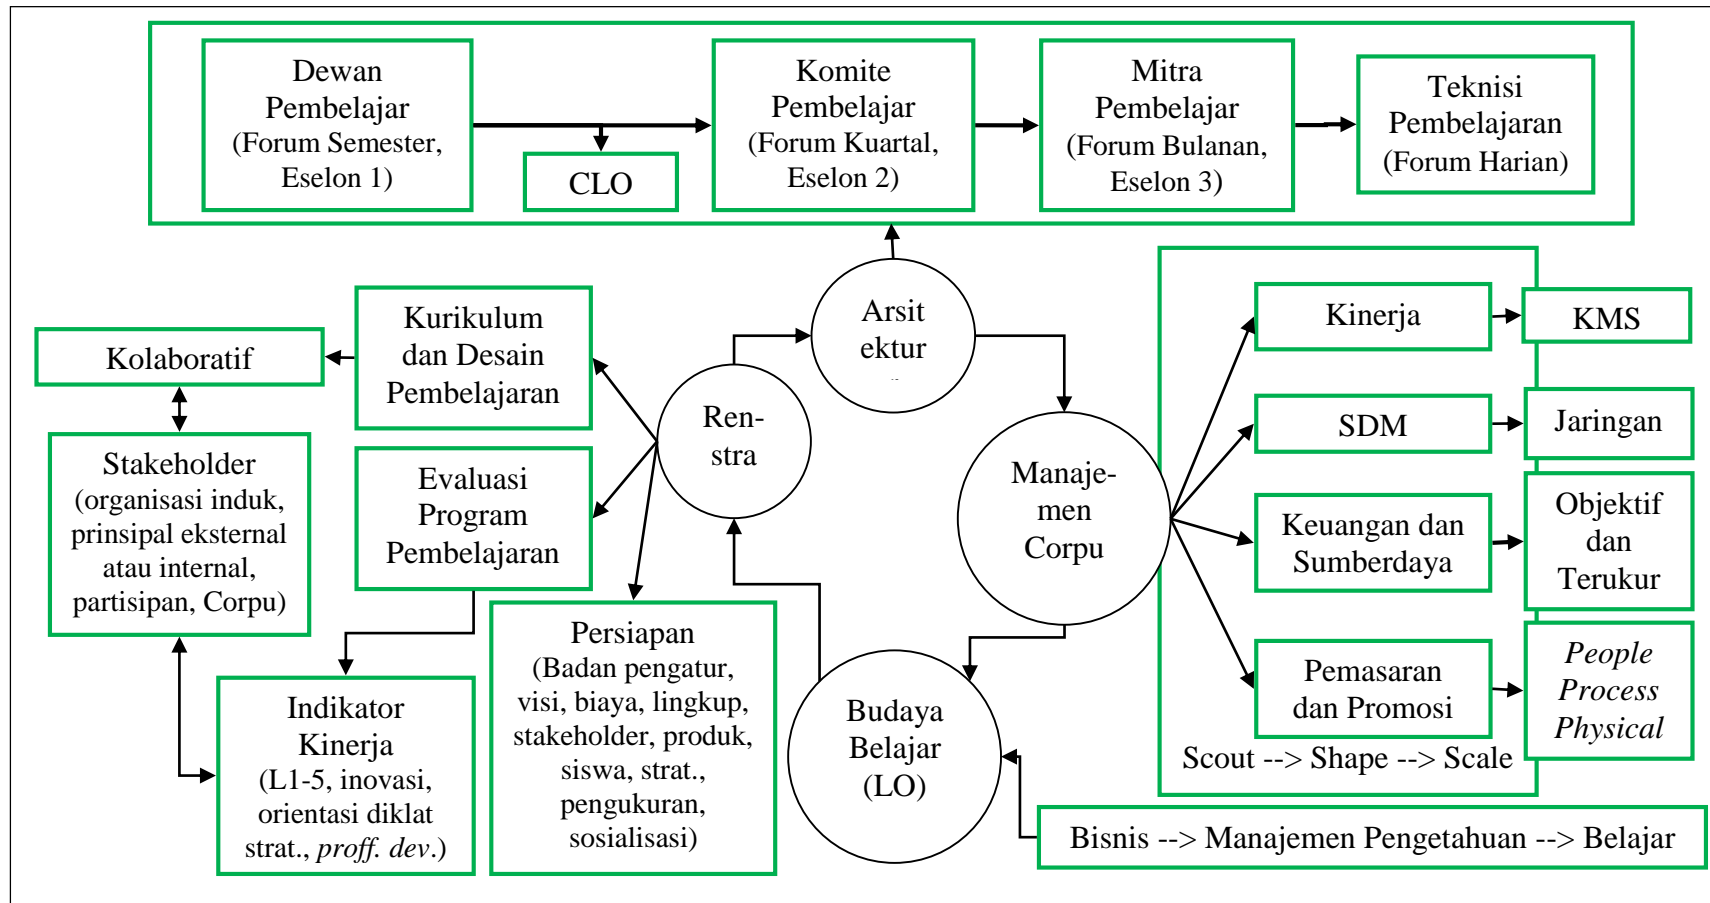 Dewan
Pembelajar
(Forum Semester,
Eselon 1)
CLO
Komite
Pembelajar
(Forum Kuartal,
Eselon 2)
Mitra
Pembelajar
(Forum Bulanan,
Eselon 3)
Teknisi
Pembelajaran
(Forum Harian)
Arsit
ektur
Kurikulum
dan Desain
Pembelajaran
Kolaboratif
Stakeholder
(organisasi induk,
prinsipal eksternal
atau internal,
partisipan, Corpu)
Evaluasi
Program
Pembelajaran
Ren-
stra
Indikator
Kinerja
(L1-5, inovasi,
orientasi diklat
strat., proff. dev.)
Persiapan
(Badan pengatur,
visi, biaya, lingkup,
stakeholder, produk,
siswa, strat.,
pengukuran,
sosialisasi)
Manaje-
men
Corpu
Budaya
Belajar
(LO)
Kinerja
KMS
SDM
Jaringan
Keuangan dan
Sumberdaya
Objektif
dan
Terukur
Pemasaran
dan Promosi
People
Process
Physical
Scout --> Shape --> Scale
Bisnis --> Manajemen Pengetahuan --> Belajar